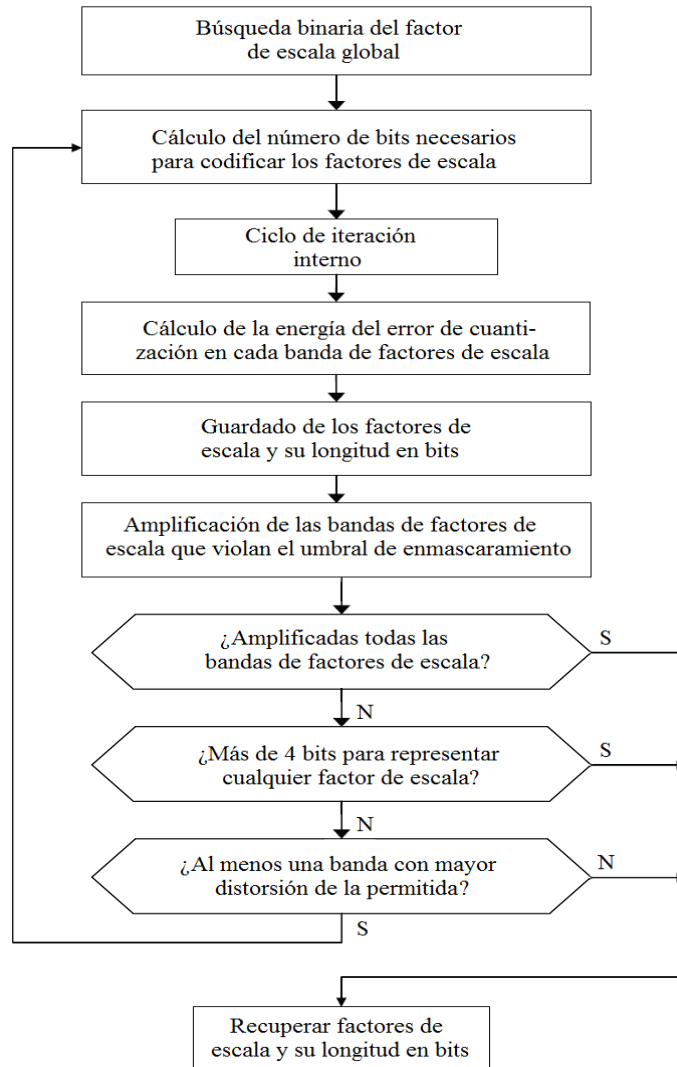 Búsqueda binaria del factor
de escala global
Cálculo del número de bits necesarios
para codificar los factores de escala
Ciclo de iteración
interno
Cálculo de la energía del error de cuanti-
zación en cada banda de factores de escala
Guardado de los factores de
escala y su longitud en bits
Amplificación de las bandas de factores de
escala que violan el umbral de enmascaramiento
¿Amplificadas todas las
bandas de factores de escala?
S
N
¿Más de 4 bits para representar
cualquier factor de escala?
S
N
¿Al menos una banda con mayor
distorsión de la permitida?
N
S
Recuperar factores de
escala y su longitud en bits